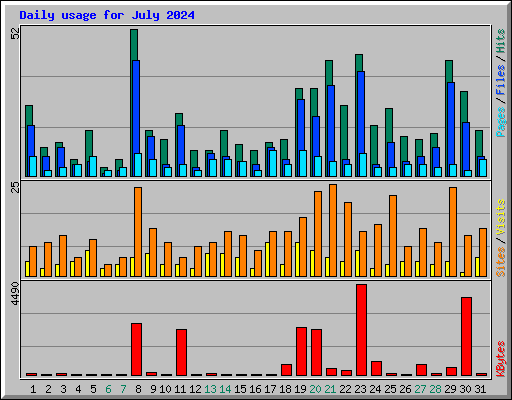 Daily usage for July 2024
52
Pages / Files / Hits
25
Sites / Visits
4490
KBytes
1 2 3 4 5 6 7 8 9 10 11 12 13 14 15 16 17 18 19 20 21 22 23 24 25 26 27 28 29 30 31